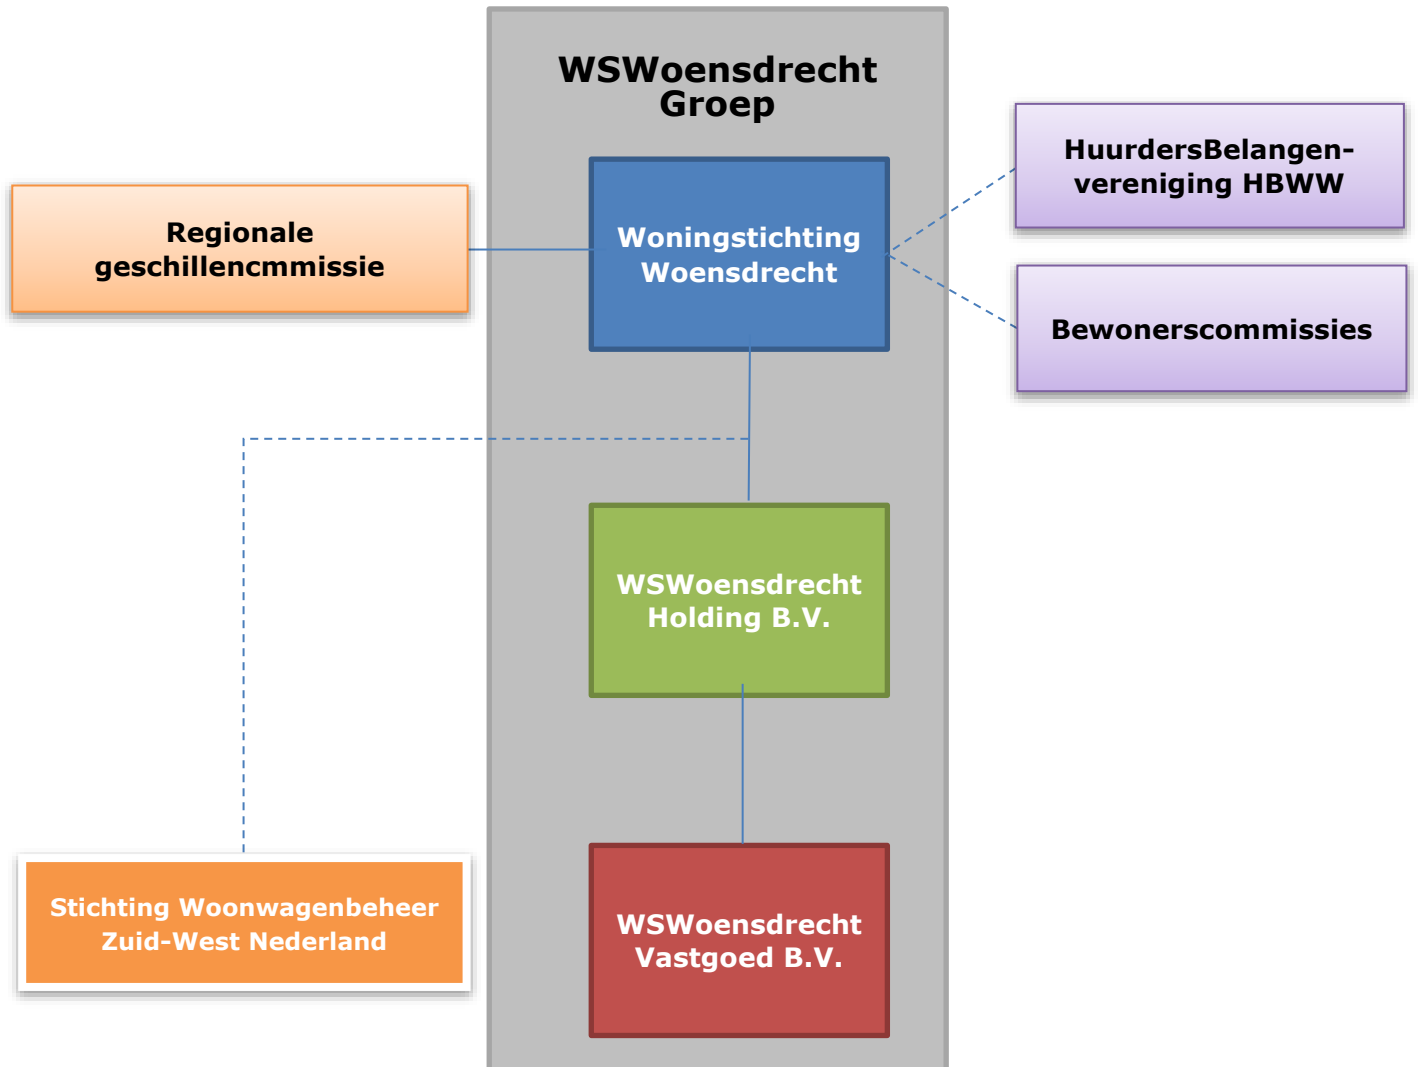 WSWoensdrecht
Groep
HuurdersBelangen-
vereniging HBWW
Regionale
geschillencmmissie
Woningstichting
Woensdrecht
Bewonerscommissies
WSWoensdrecht
Holding B.V.
Stichting Woonwagenbeheer
Zuid-West Nederland
WSWoensdrecht
Vastgoed B.V.